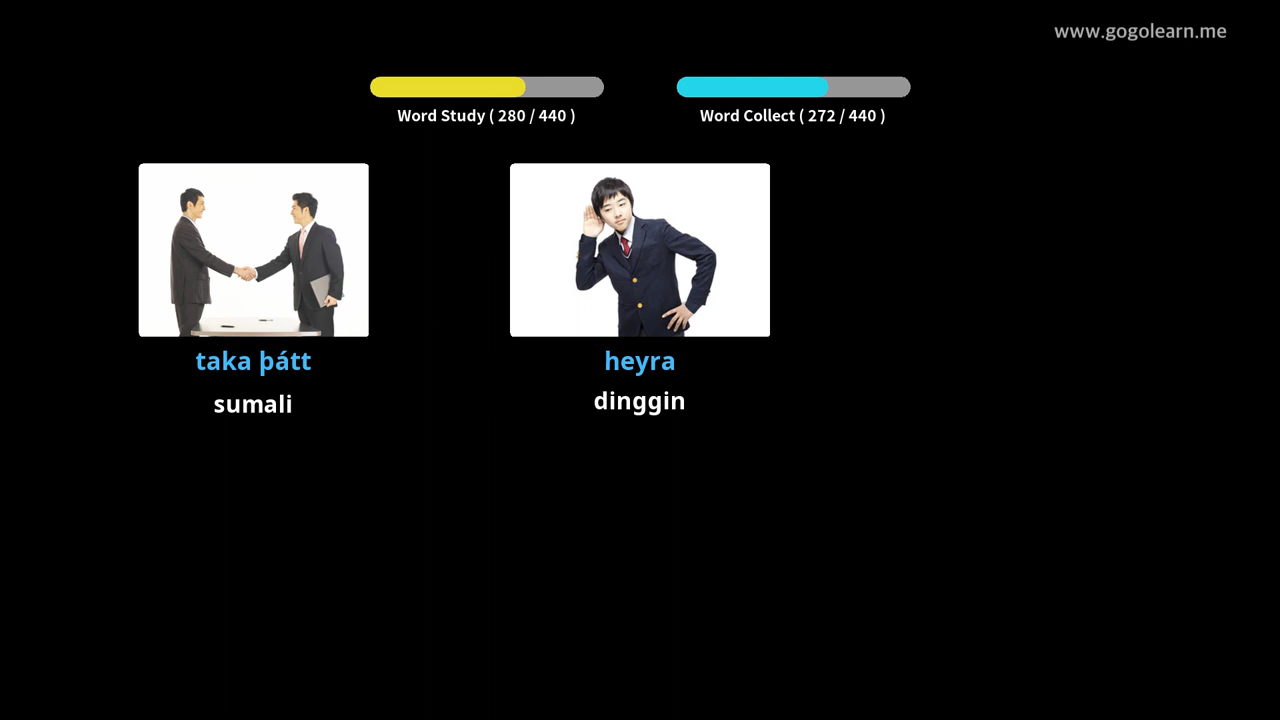 www.gogolearn.me
Word Study ( 280 / 440 )
Word Collect ( 272 / 440 )
taka þátt
sumali
heyra
dinggin